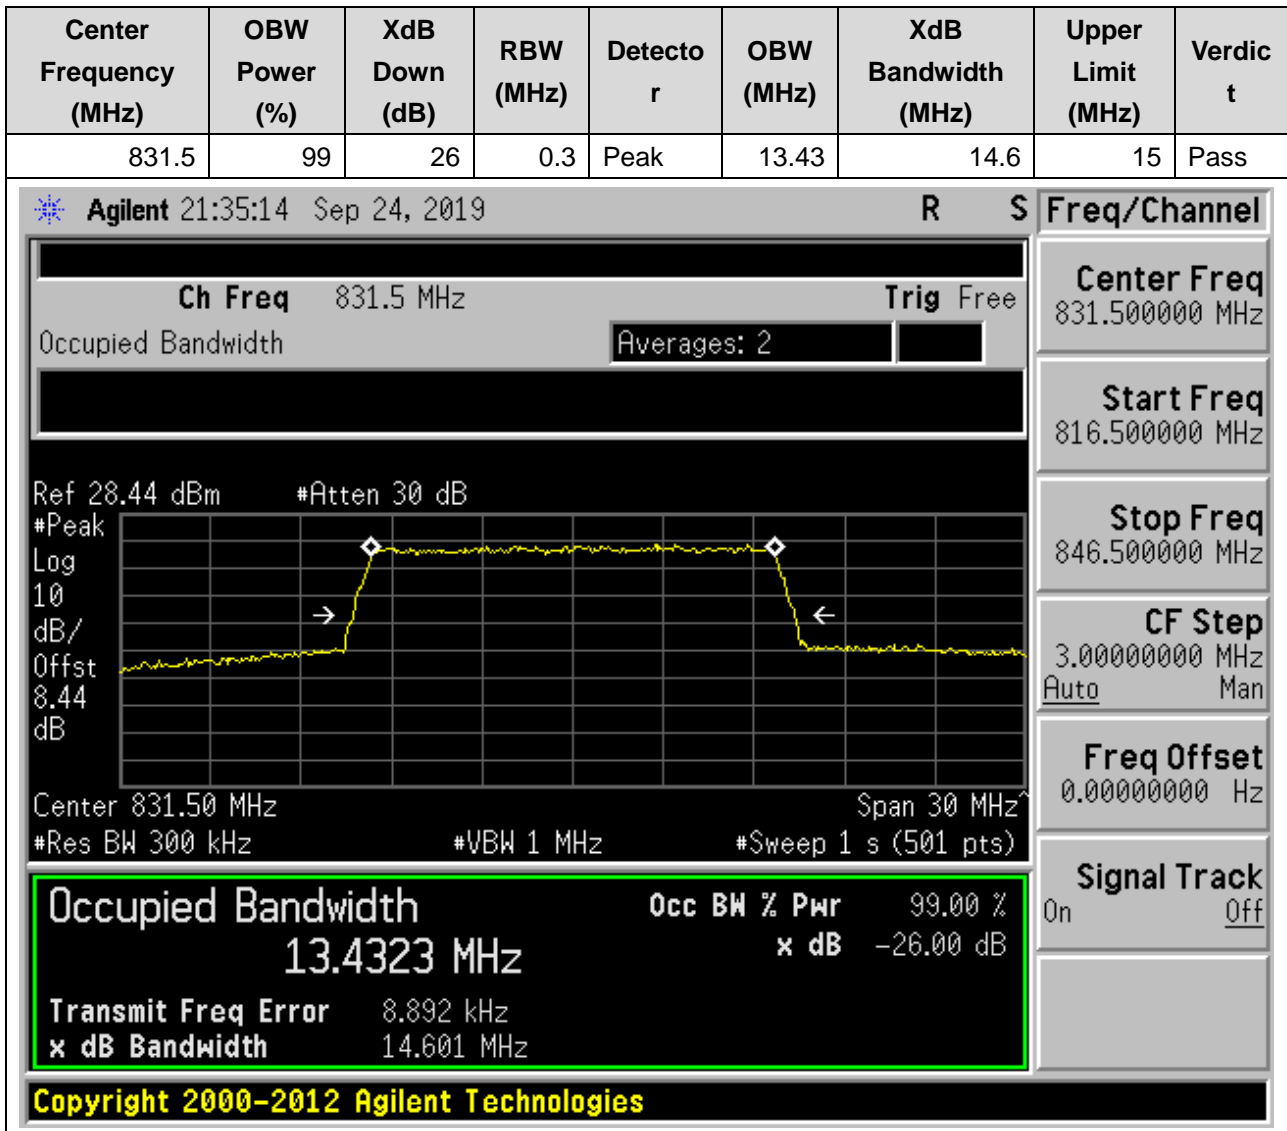 Center Frequency (MHz) OBW Power (%) XdB Down (dB) RBW (MHz) Detector OBW (MHz) XdB Bandwidth (MHz) Upper Limit (MHz) Verdict
831.5 99 26 0.3 Peak 13.43 14.6 15 Pass
Agilent 21:35:14 Sep 24, 2019 R S
Ch Freq 831.5 MHz Trig Free
Occupied Bandwidth Averages: 2
Ref 28.44 dBm #Atten 30 dB
#Peak
Log
10
dB/
Offst
8.44
dB
Center 831.50 MHz Span 30 MHz^
#Res BW 300 kHz #VBW 1 MHz #Sweep 1 s (501 pts)
Occupied Bandwidth Occ BW % Pwr 99.00 %
13.4323 MHz x dB -26.00 dB
Transmit Freq Error 8.892 kHz
x dB Bandwidth 14.601 MHz
Freq/Channel
Center Freq
831.500000 MHz
Start Freq
816.500000 MHz
Stop Freq
846.500000 MHz
CF Step
3.00000000 MHz
Auto Man
Freq Offset
0.00000000 Hz
Signal Track
On Off
Copyright 2000-2012 Agilent Technologies